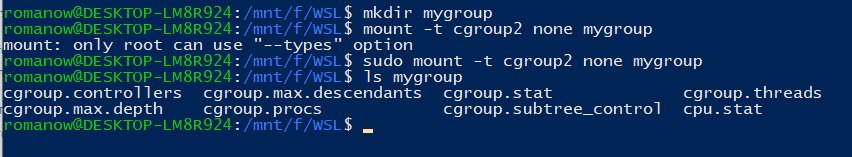 romanow@DESKTOP-LM8R924:/mnt/f/WSL$ mkdir mygroup
romanow@DESKTOP-LM8R924:/mnt/f/WSL$ mount -t cgroup2 none mygroup
mount: only root can use "--types" option
romanow@DESKTOP-LM8R924:/mnt/f/WSL$ sudo mount -t cgroup2 none mygroup
romanow@DESKTOP-LM8R924:/mnt/f/WSL$ ls mygroup
cgroup.controllers  cgroup.max.descendants  cgroup.stat             cgroup.threads
cgroup.max.depth    cgroup.procs            cgroup.subtree_control  cpu.stat
romanow@DESKTOP-LM8R924:/mnt/f/WSL$